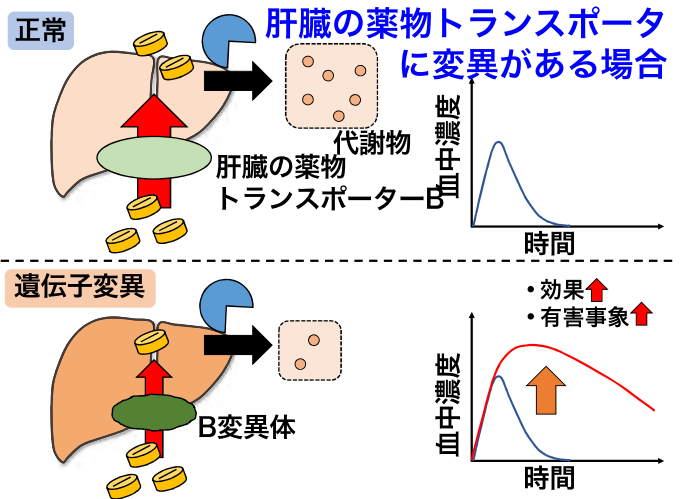 正常
肝臓の薬物トランスポータ
に変異がある場合
代謝物
肝臓の薬物
トランスポーターB
血中濃度
時間
遺伝子変異
・効果
・有害事象
B変異体
血中濃度
時間